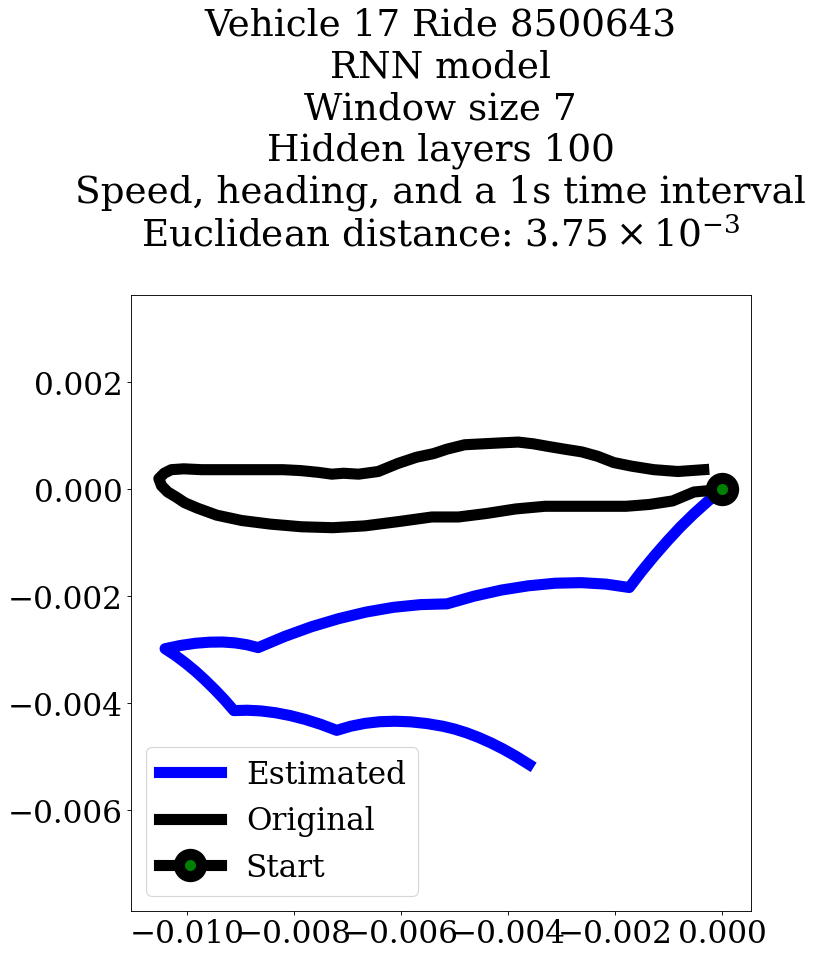 Vehicle 17 Ride 8500643
RNN model
Window size 7
Hidden layers 100
Speed, heading, and a 1s time interval
Euclidean distance: 3.75 × 10⁻³
0.002
0.000
−0.002
−0.004
−0.006
Estimated
Original
Start
−0.010 −0.008 −0.006 −0.004 −0.002 0.000